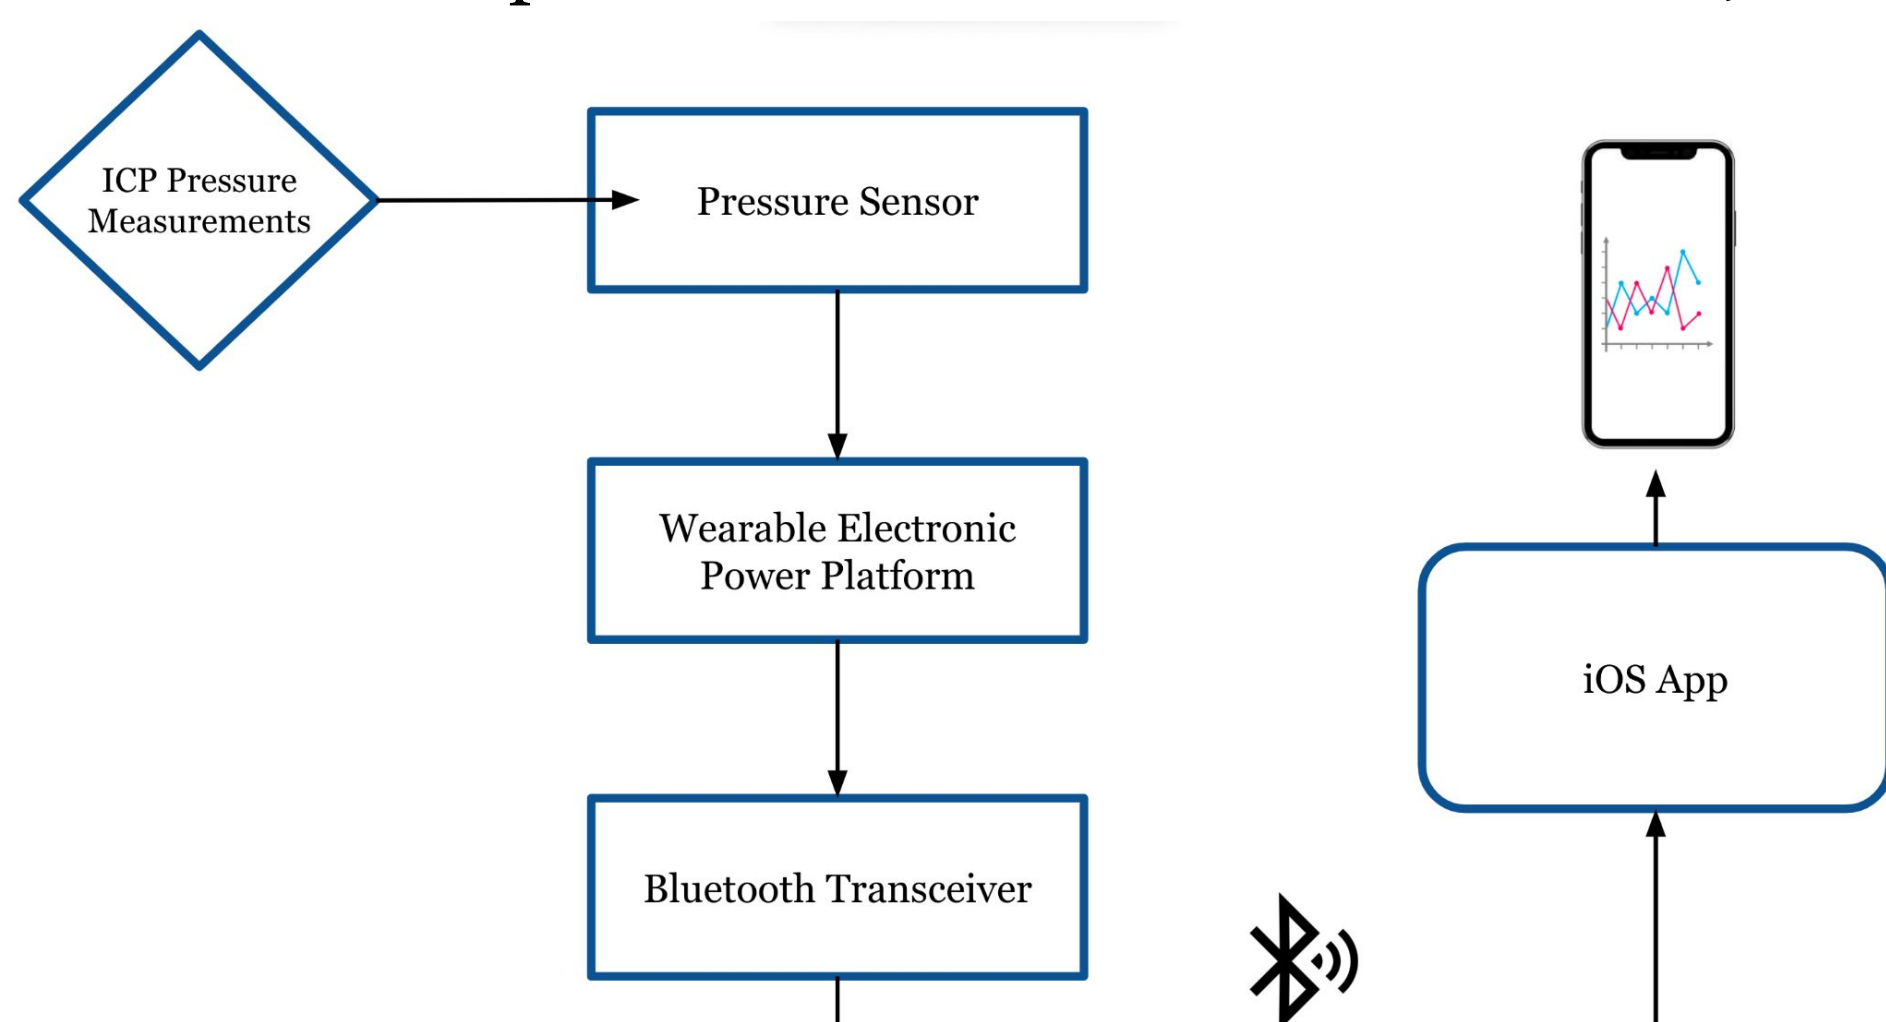 ICP Pressure
Measurements
Pressure Sensor
Wearable Electronic
Power Platform
iOS App
Bluetooth Transceiver